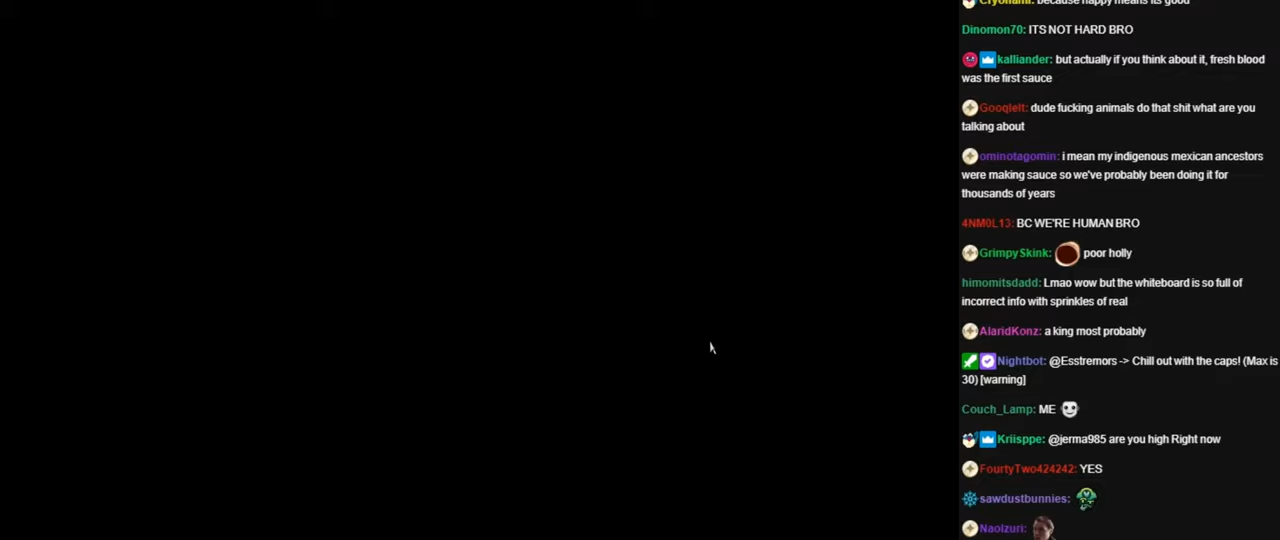 Cryonami: because happy means its good
Dinomon70: ITS NOT HARD BRO
kalliander: but actually if you think about it, fresh blood
was the first sauce
Gooqlelt: dude fucking animals do that shit what are you
talking about
ominotagomin: i mean my indigenous mexican ancestors
were making sauce so we've probably been doing it for
thousands of years
4NM0L13: BC WE'RE HUMAN BRO
GrimpySkink: poor holly
himomitsdadd: Lmao wow but the whiteboard is so full of
incorrect info with sprinkles of real
AlaridKonz: a king most probably
Nightbot: @Esstremors -> Chill out with the caps! (Max is
30) [warning]
Couch_Lamp: ME
Kriisppe: @jerma985 are you high Right now
FourtyTwo424242: YES
sawdustbunnies:
Naolzuri: